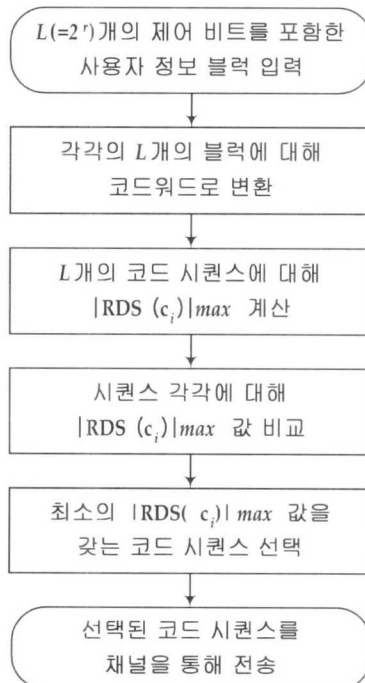 L(=2ʳ)개의 제어 비트를 포함한
사용자 정보 블럭 입력
각각의 L개의 블럭에 대해
코드워드로 변환
L개의 코드 시퀀스에 대해
|RDS (cᵢ)|max 계산
시퀀스 각각에 대해
|RDS (cᵢ)|max 값 비교
최소의 |RDS( cᵢ)| max 값을
갖는 코드 시퀀스 선택
선택된 코드 시퀀스를
채널을 통해 전송